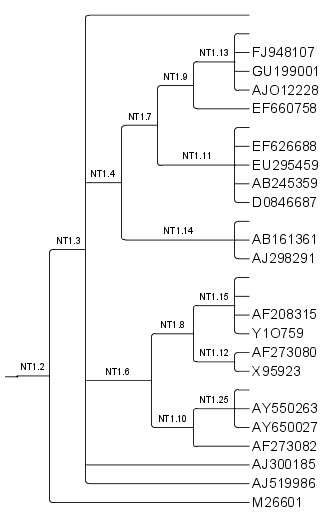 NT1.13
FJ948107
GU199001
NT1.9
AJO12228
EF660758
NT1.7
EF626688
NT1.11
EU295459
NT1.4
AB245359
D0846687
NT1.14
AB161361
NT1.3
AJ298291
NT1.15
AF208315
NT1.8
Y1O759
NT1.12
AF273080
NT1.2
X95923
NT1.6
NT1.25
AY550263
NT1.10
AY650027
AF273082
AJ300185
AJ519986
M26601